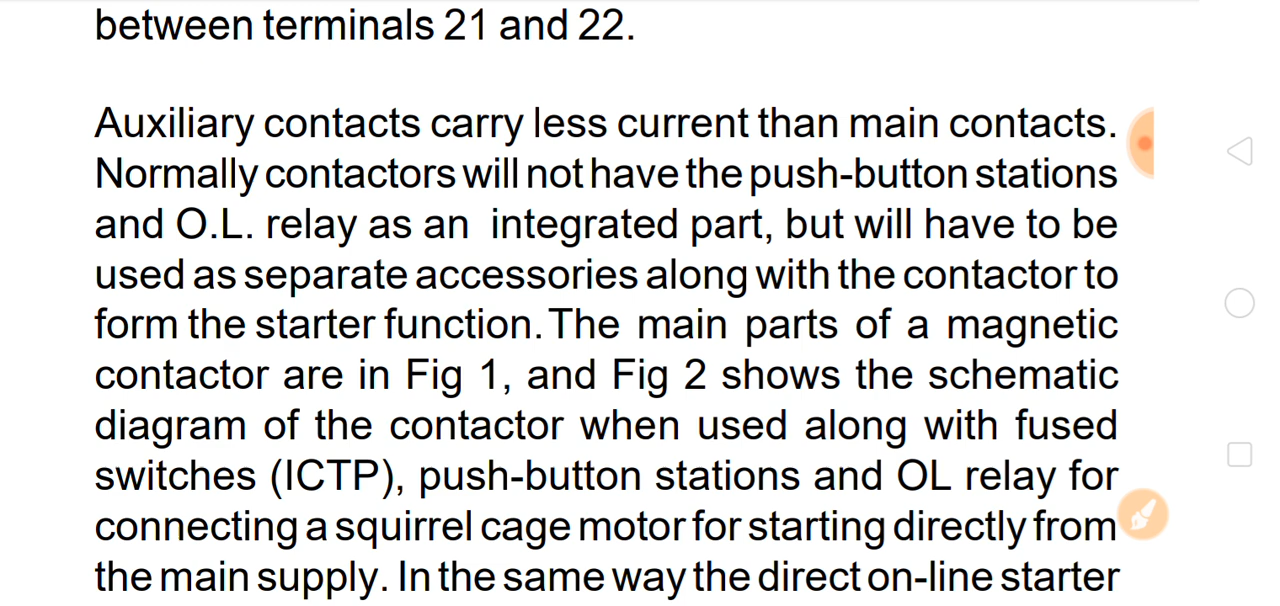 between terminals 21 and 22.
Auxiliary contacts carry less current than main contacts.
Normally contactors will not have the push-button stations
and O.L. relay as an integrated part, but will have to be
used as separate accessories along with the contactor to
form the starter function. The main parts of a magnetic
contactor are in Fig 1, and Fig 2 shows the schematic
diagram of the contactor when used along with fused
switches (ICTP), push-button stations and OL relay for
connecting a squirrel cage motor for starting directly from
the main supply. In the same way the direct on-line starter